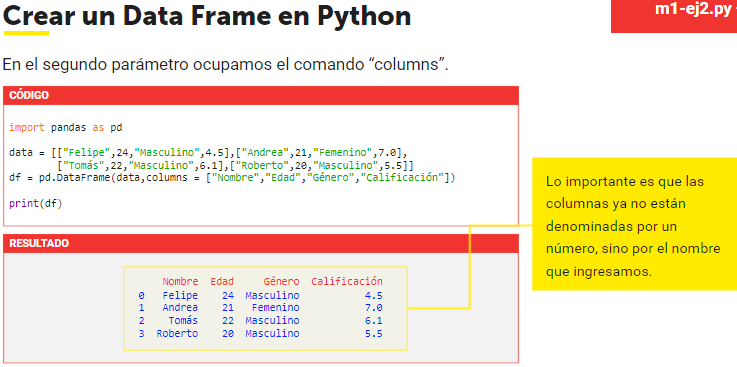 Crear un Data Frame en Python
m1-ej2.py
En el segundo parámetro ocupamos el comando “columns”.
CÓDIGO
import pandas as pd
data = [["Felipe",24,"Masculino",4.5],["Andrea",21,"Femenino",7.0],
["Tomás",22,"Masculino",6.1],["Roberto",20,"Masculino",5.5]]
df = pd.DataFrame(data,columns = ["Nombre","Edad","Género","Calificación"])
print(df)
Lo importante es que las
columnas ya no están
denominadas por un
número, sino por el nombre
que ingresamos.
RESULTADO
Nombre Edad Género Calificación
0 Felipe 24 Masculino 4.5
1 Andrea 21 Femenino 7.0
2 Tomás 22 Masculino 6.1
3 Roberto 20 Masculino 5.5